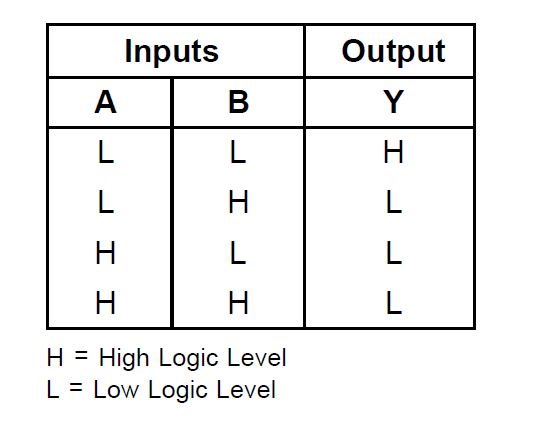 Inputs Output
A B Y
L L H
L H L
H L L
H H L
H = High Logic Level
L = Low Logic Level